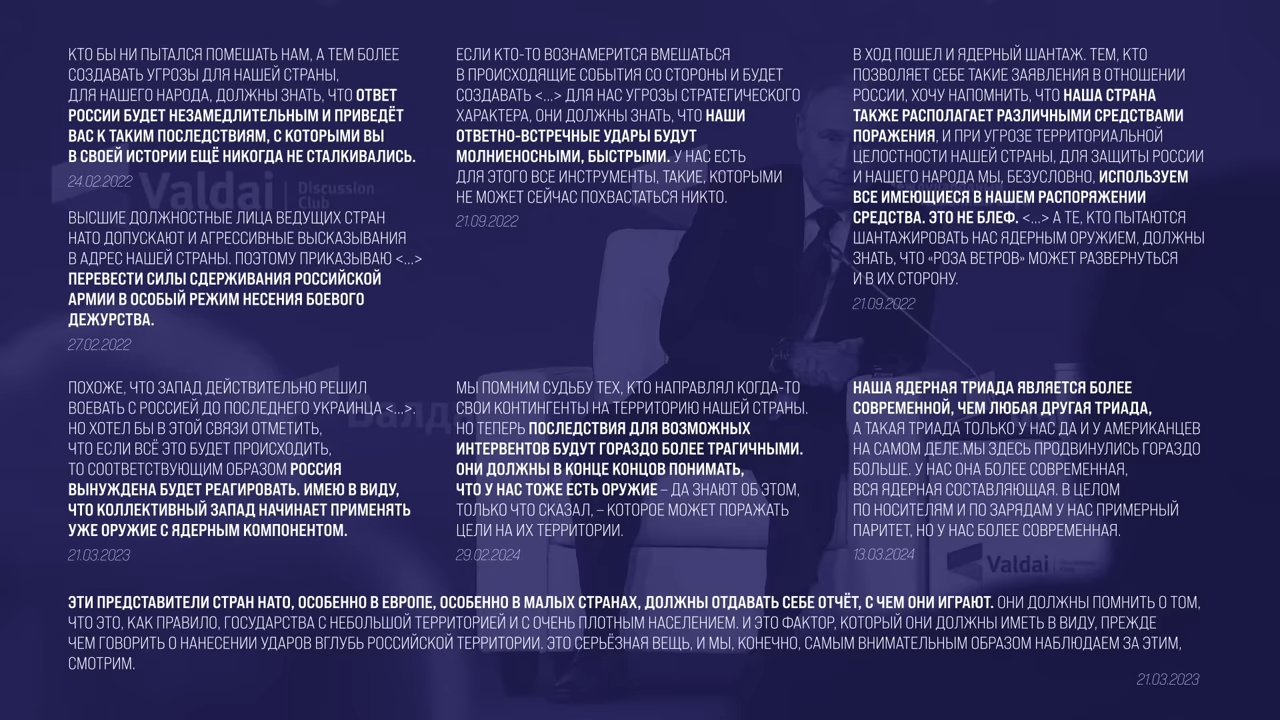 КТО БЫ НИ ПЫТАЛСЯ ПОМЕШАТЬ НАМ, А ТЕМ БОЛЕЕ
СОЗДАВАТЬ УГРОЗЫ ДЛЯ НАШЕЙ СТРАНЫ,
ДЛЯ НАШЕГО НАРОДА, ДОЛЖНЫ ЗНАТЬ, ЧТО ОТВЕТ
РОССИИ БУДЕТ НЕЗАМЕДЛИТЕЛЬНЫМ И ПРИВЕДЁТ
ВАС К ТАКИМ ПОСЛЕДСТВИЯМ, С КОТОРЫМИ ВЫ
В СВОЕЙ ИСТОРИИ ЕЩЁ НИКОГДА НЕ СТАЛКИВАЛИСЬ.
24.02.2022
Valdai
Discussion
Club
ВЫСШИЕ ДОЛЖНОСТНЫЕ ЛИЦА ВЕДУЩИХ СТРАН
НАТО ДОПУСКАЮТ И АГРЕССИВНЫЕ ВЫСКАЗЫВАНИЯ
В АДРЕС НАШЕЙ СТРАНЫ. ПОЭТОМУ ПРИКАЗЫВАЮ <...>
ПЕРЕВЕСТИ СИЛЫ СДЕРЖИВАНИЯ РОССИЙСКОЙ
АРМИИ В ОСОБЫЙ РЕЖИМ НЕСЕНИЯ БОЕВОГО
ДЕЖУРСТВА.
27.02.2022
ЕСЛИ КТО-ТО ВОЗНАМЕРИТСЯ ВМЕШАТЬСЯ
В ПРОИСХОДЯЩИЕ СОБЫТИЯ СО СТОРОНЫ И БУДЕТ
СОЗДАВАТЬ <...> ДЛЯ НАС УГРОЗЫ СТРАТЕГИЧЕСКОГО
ХАРАКТЕРА, ОНИ ДОЛЖНЫ ЗНАТЬ, ЧТО НАШИ
ОТВЕТНО-ВСТРЕЧНЫЕ УДАРЫ БУДУТ
МОЛНИЕНОСНЫМИ, БЫСТРЫМИ. У НАС ЕСТЬ
ДЛЯ ЭТОГО ВСЕ ИНСТРУМЕНТЫ, ТАКИЕ, КОТОРЫМИ
НЕ МОЖЕТ СЕЙЧАС ПОХВАСТАТЬСЯ НИКТО.
21.09.2022
В ХОД ПОШЕЛ И ЯДЕРНЫЙ ШАНТАЖ. ТЕМ, КТО
ПОЗВОЛЯЕТ СЕБЕ ТАКИЕ ЗАЯВЛЕНИЯ В ОТНОШЕНИИ
РОССИИ, ХОЧУ НАПОМНИТЬ, ЧТО НАША СТРАНА
ТАКЖЕ РАСПОЛАГАЕТ РАЗЛИЧНЫМИ СРЕДСТВАМИ
ПОРАЖЕНИЯ, И ПРИ УГРОЗЕ ТЕРРИТОРИАЛЬНОЙ
ЦЕЛОСТНОСТИ НАШЕЙ СТРАНЫ, ДЛЯ ЗАЩИТЫ РОССИИ
И НАШЕГО НАРОДА МЫ, БЕЗУСЛОВНО, ИСПОЛЬЗУЕМ
ВСЕ ИМЕЮЩИЕСЯ В НАШЕМ РАСПОРЯЖЕНИИ
СРЕДСТВА. ЭТО НЕ БЛЕФ. <...> А ТЕ, КТО ПЫТАЮТСЯ
ШАНТАЖИРОВАТЬ НАС ЯДЕРНЫМ ОРУЖИЕМ, ДОЛЖНЫ
ЗНАТЬ, ЧТО «РОЗА ВЕТРОВ» МОЖЕТ РАЗВЕРНУТЬСЯ
И В ИХ СТОРОНУ.
21.09.2022
ПОХОЖЕ, ЧТО ЗАПАД ДЕЙСТВИТЕЛЬНО РЕШИЛ
ВОЕВАТЬ С РОССИЕЙ ДО ПОСЛЕДНЕГО УКРАИНЦА <...>.
НО ХОТЕЛ БЫ В ЭТОЙ СВЯЗИ ОТМЕТИТЬ,
ЧТО ЕСЛИ ВСЁ ЭТО БУДЕТ ПРОИСХОДИТЬ,
ТО СООТВЕТСТВУЮЩИМ ОБРАЗОМ РОССИЯ
ВЫНУЖДЕНА БУДЕТ РЕАГИРОВАТЬ. ИМЕЮ В ВИДУ,
ЧТО КОЛЛЕКТИВНЫЙ ЗАПАД НАЧИНАЕТ ПРИМЕНЯТЬ
УЖЕ ОРУЖИЕ С ЯДЕРНЫМ КОМПОНЕНТОМ.
21.03.2023
МЫ ПОМНИМ СУДЬБУ ТЕХ, КТО НАПРАВЛЯЛ КОГДА-ТО
СВОИ КОНТИНГЕНТЫ НА ТЕРРИТОРИЮ НАШЕЙ СТРАНЫ.
НО ТЕПЕРЬ ПОСЛЕДСТВИЯ ДЛЯ ВОЗМОЖНЫХ
ИНТЕРВЕНТОВ БУДУТ ГОРАЗДО БОЛЕЕ ТРАГИЧНЫМИ.
ОНИ ДОЛЖНЫ В КОНЦЕ КОНЦОВ ПОНИМАТЬ,
ЧТО У НАС ТОЖЕ ЕСТЬ ОРУЖИЕ – ДА ЗНАЮТ ОБ ЭТОМ,
ТОЛЬКО ЧТО СКАЗАЛ, – КОТОРОЕ МОЖЕТ ПОРАЖАТЬ
ЦЕЛИ НА ИХ ТЕРРИТОРИИ.
29.02.2024
НАША ЯДЕРНАЯ ТРИАДА ЯВЛЯЕТСЯ БОЛЕЕ
СОВРЕМЕННОЙ, ЧЕМ ЛЮБАЯ ДРУГАЯ ТРИАДА,
А ТАКАЯ ТРИАДА ТОЛЬКО У НАС ДА И У АМЕРИКАНЦЕВ
НА САМОМ ДЕЛЕ.МЫ ЗДЕСЬ ПРОДВИНУЛИСЬ ГОРАЗДО
БОЛЬШЕ. У НАС ОНА БОЛЕЕ СОВРЕМЕННАЯ,
ВСЯ ЯДЕРНАЯ СОСТАВЛЯЮЩАЯ. В ЦЕЛОМ
ПО НОСИТЕЛЯМ И ПО ЗАРЯДАМ У НАС ПРИМЕРНЫЙ
ПАРИТЕТ, НО У НАС БОЛЕЕ СОВРЕМЕННАЯ.
13.03.2024
Valdai
ЭТИ ПРЕДСТАВИТЕЛИ СТРАН НАТО, ОСОБЕННО В ЕВРОПЕ, ОСОБЕННО В МАЛЫХ СТРАНАХ, ДОЛЖНЫ ОТДАВАТЬ СЕБЕ ОТЧЁТ, С ЧЕМ ОНИ ИГРАЮТ. ОНИ ДОЛЖНЫ ПОМНИТЬ О ТОМ,
ЧТО ЭТО, КАК ПРАВИЛО, ГОСУДАРСТВА С НЕБОЛЬШОЙ ТЕРРИТОРИЕЙ И С ОЧЕНЬ ПЛОТНЫМ НАСЕЛЕНИЕМ. И ЭТО ФАКТОР, КОТОРЫЙ ОНИ ДОЛЖНЫ ИМЕТЬ В ВИДУ, ПРЕЖДЕ
ЧЕМ ГОВОРИТЬ О НАНЕСЕНИИ УДАРОВ ВГЛУБЬ РОССИЙСКОЙ ТЕРРИТОРИИ. ЭТО СЕРЬЁЗНАЯ ВЕЩЬ, И МЫ, КОНЕЧНО, САМЫМ ВНИМАТЕЛЬНЫМ ОБРАЗОМ НАБЛЮДАЕМ ЗА ЭТИМ,
СМОТРИМ.
21.03.2023